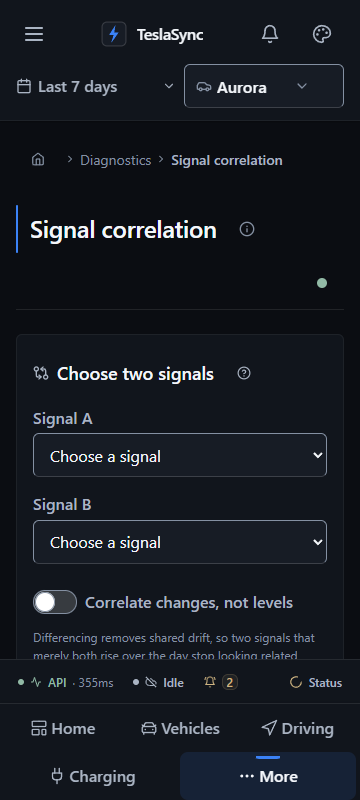 TeslaSync
Last 7 days
Aurora
Diagnostics
Signal correlation
Signal correlation
Choose two signals
Signal A
Choose a signal
Signal B
Choose a signal
Correlate changes, not levels
Differencing removes shared drift, so two signals that
merely both rise over the day stop looking related.
API · 355ms
Idle
2
Status
Home
Vehicles
Driving
Charging
More